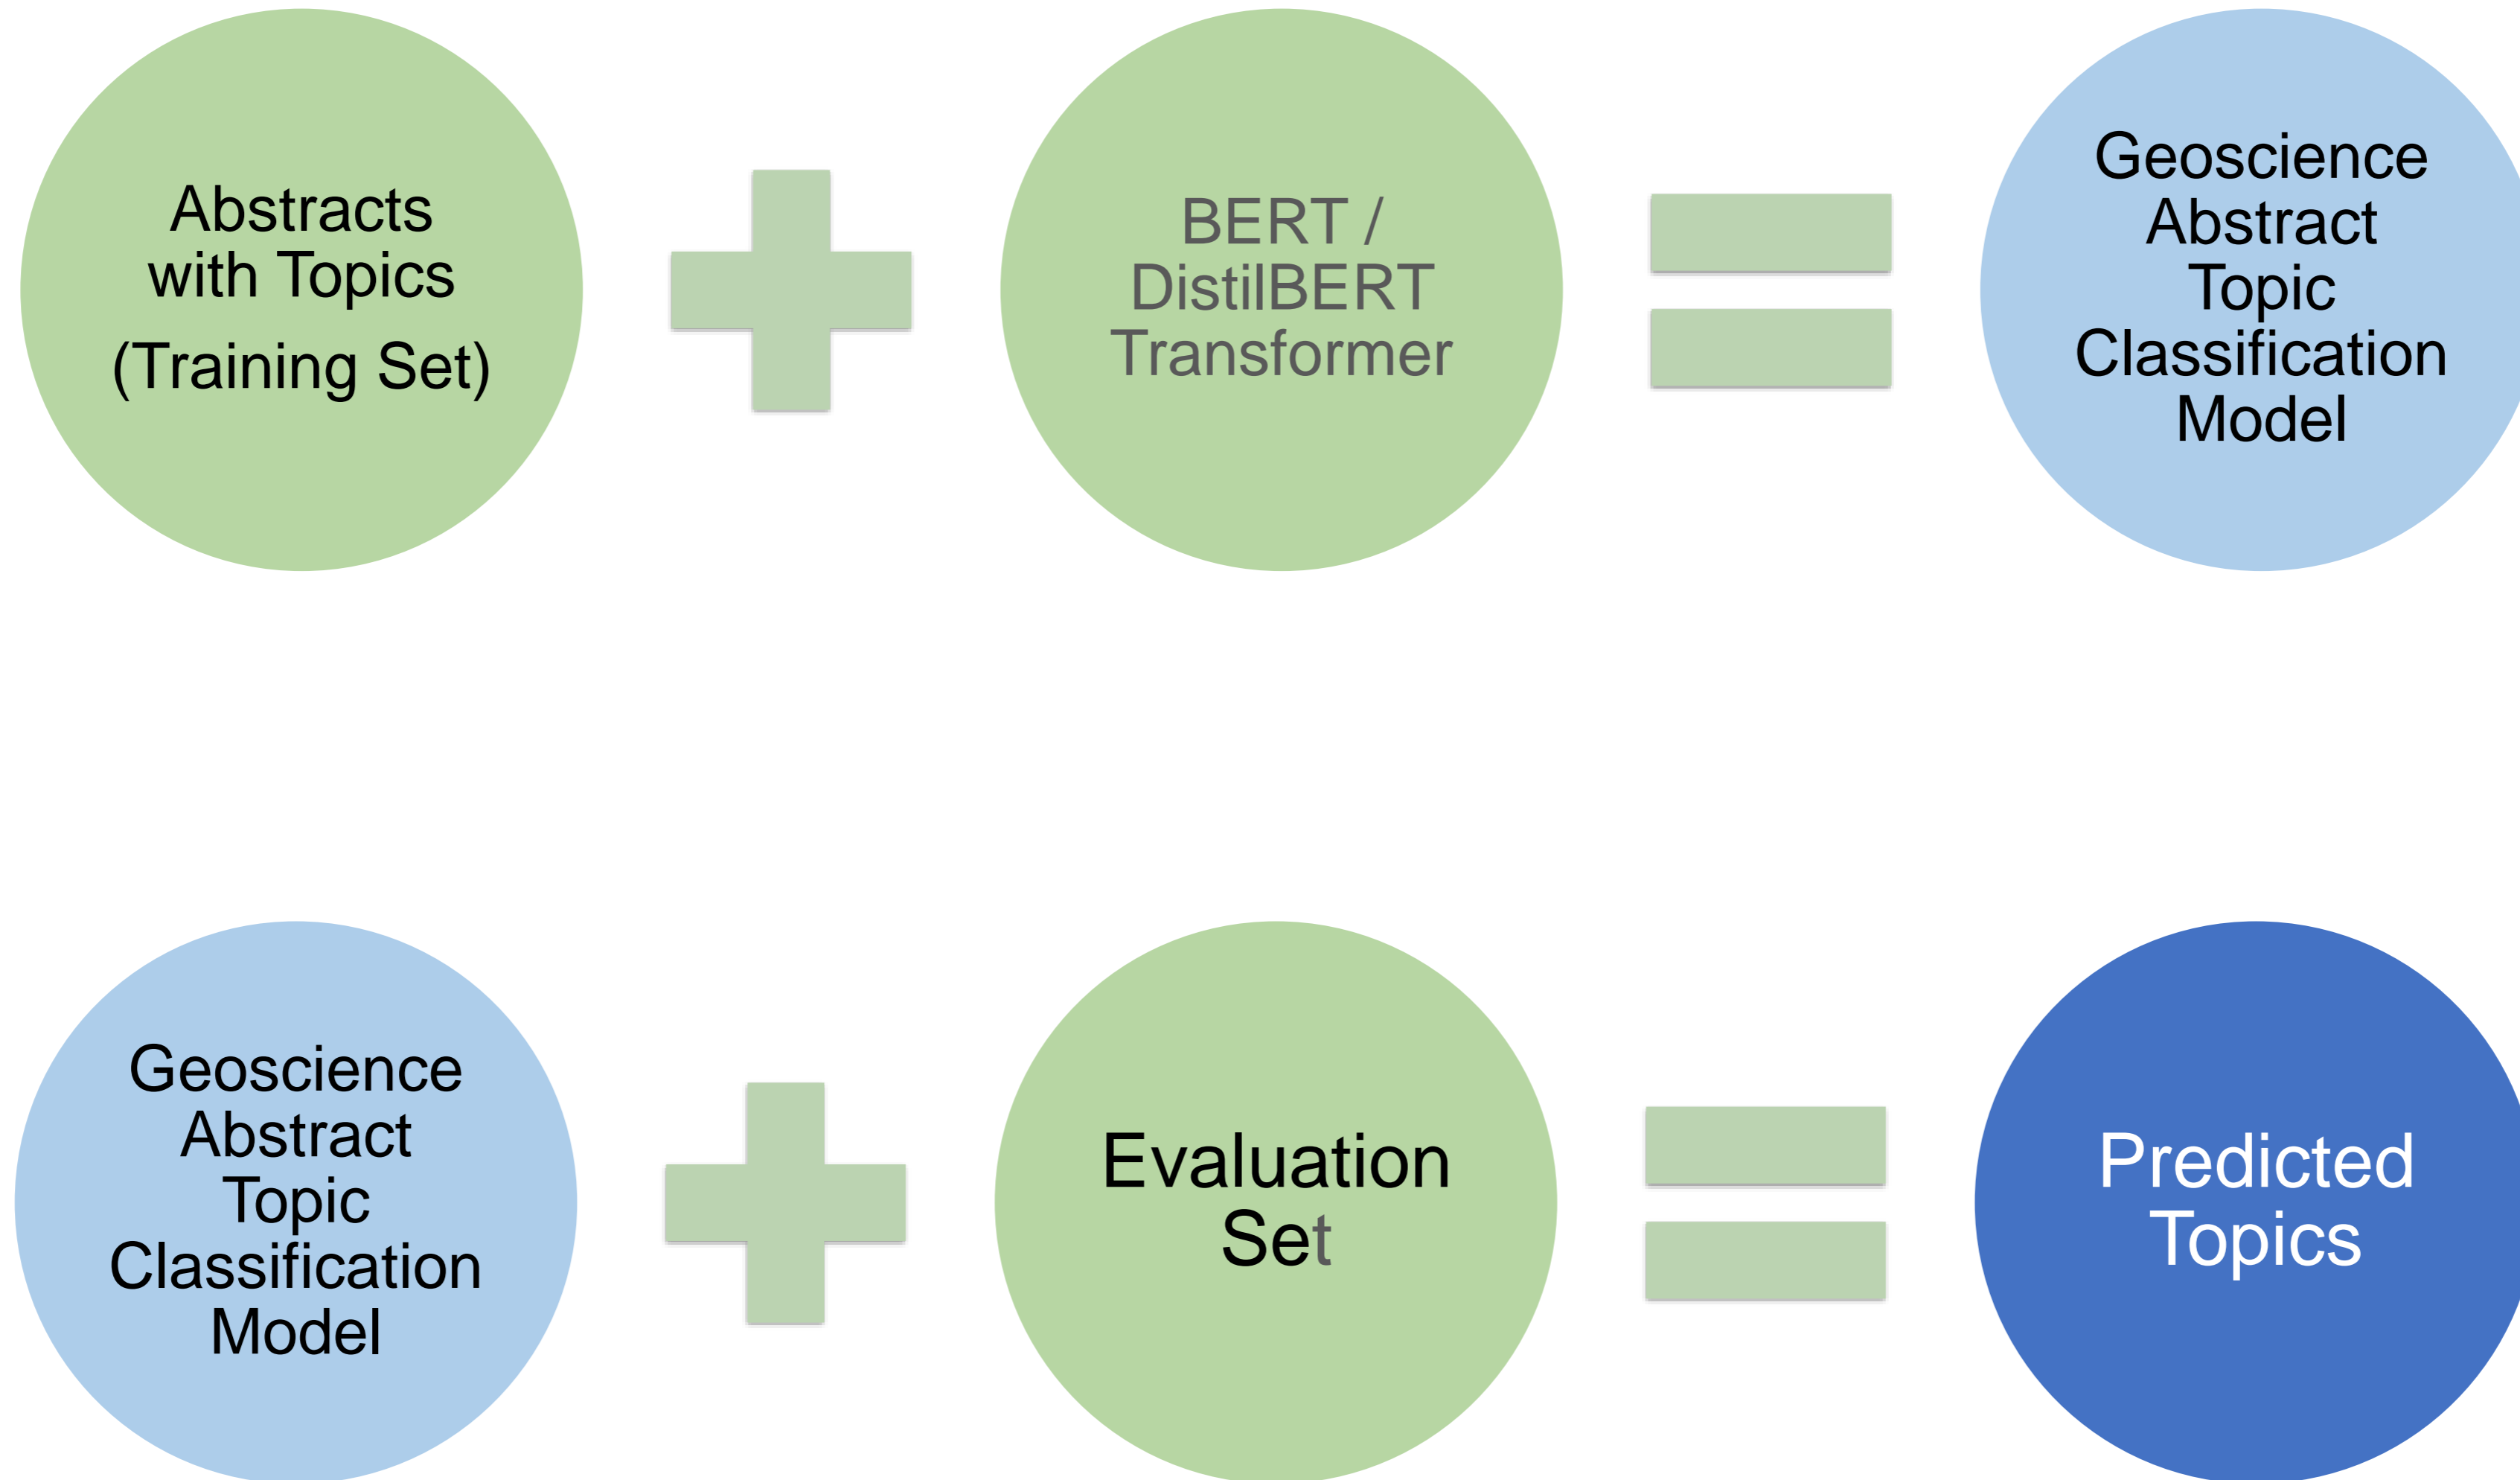 Abstracts
with Topics
(Training Set)
BERT /
DistilBERT
Transformer
Geoscience
Abstract
Topic
Classification
Model
Geoscience
Abstract
Topic
Classification
Model
Evaluation
Set
Predicted
Topics